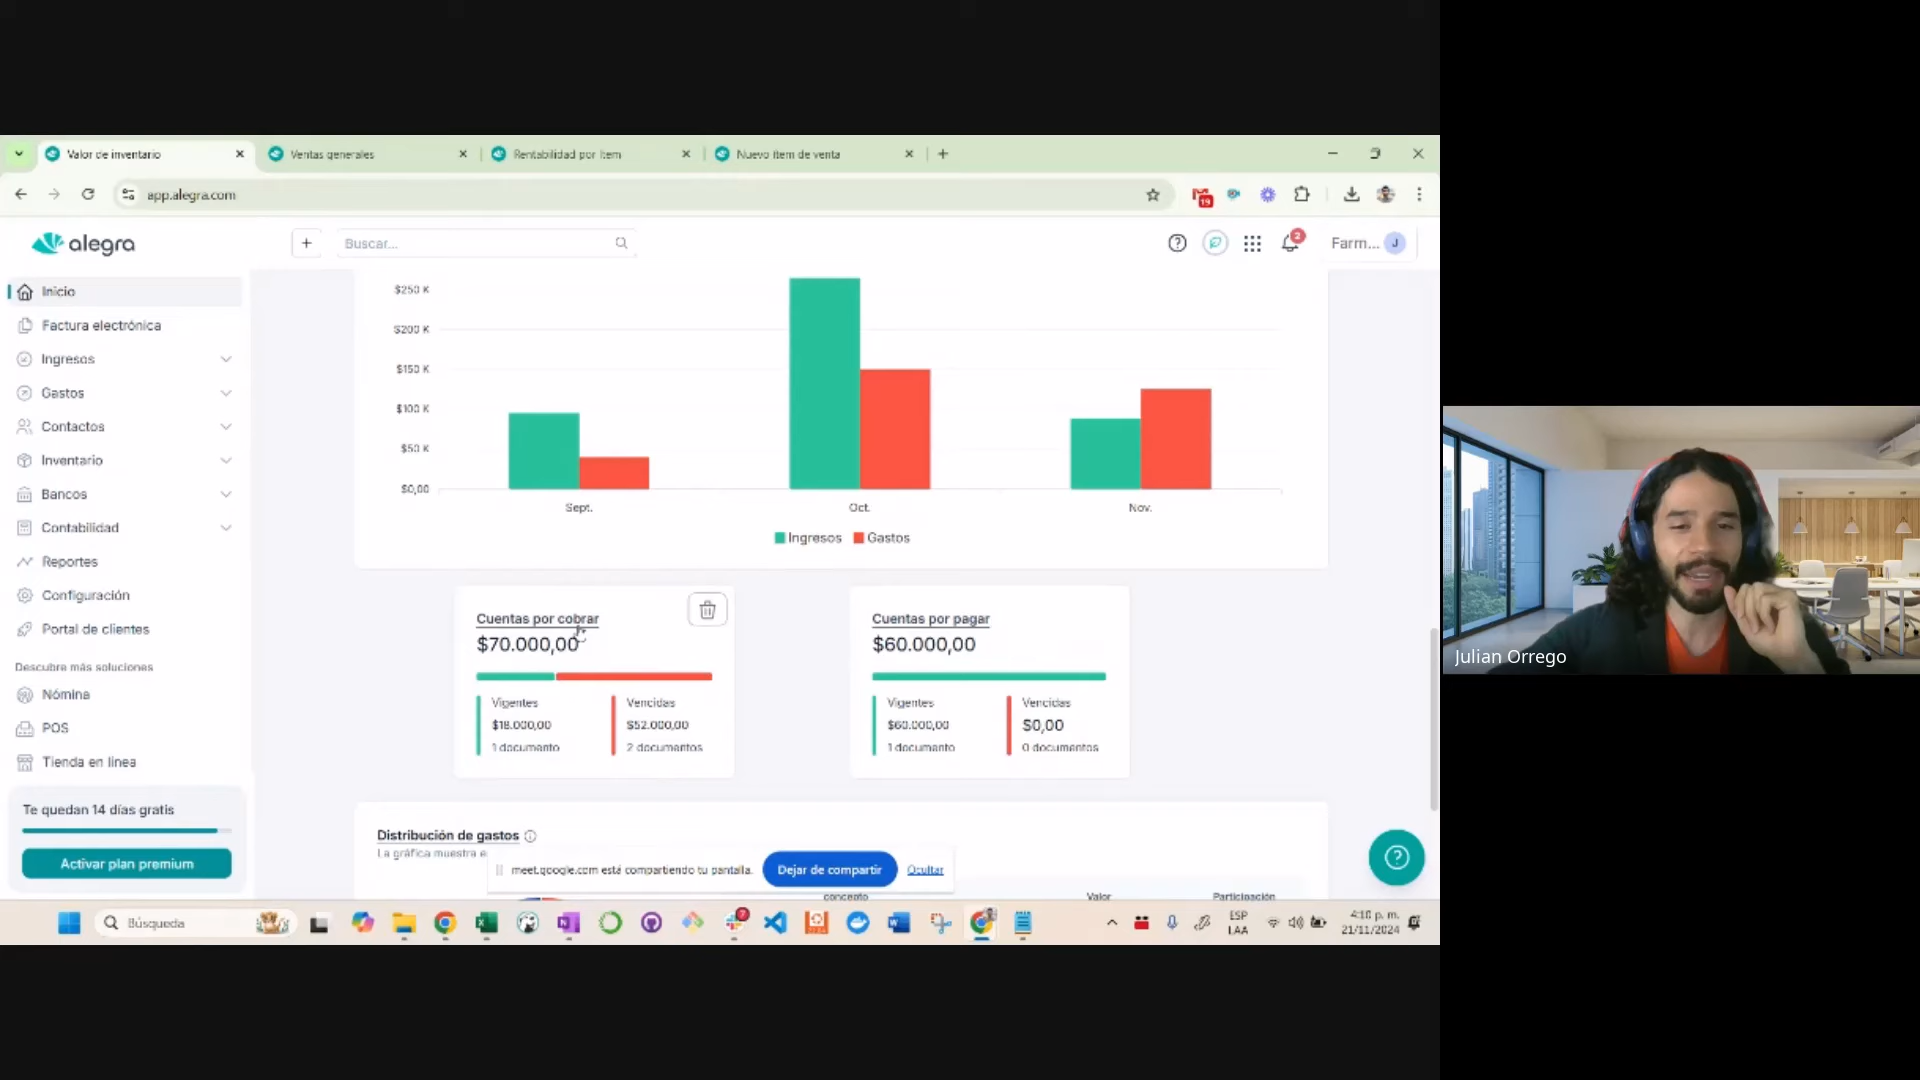 Valor de inventario
Ventas generales
Rentabilidad por ítem
Nuevo ítem de venta
app.alegra.com
19
alegra
Buscar...
2
Farm... J
Inicio
Factura electrónica
Ingresos
Gastos
Contactos
Inventario
Bancos
Contabilidad
Reportes
Configuración
Portal de clientes
Descubre más soluciones
Nómina
POS
Tienda en línea
Te quedan 14 días gratis
Activar plan premium
$250 K
$200 K
$150 K
$100 K
$50 K
$0,00
Sept. Oct. Nov.
Ingresos Gastos
Cuentas por cobrar
$70.000,00
Vigentes Vencidas
$18.000,00 $52.000,00
1 documento 2 documentos
Cuentas por pagar
$60.000,00
Vigentes Vencidas
$60.000,00 $0,00
1 documento 0 documentos
Distribución de gastos
La gráfica muestra e
meet.google.com está compartiendo tu pantalla. Dejar de compartir Ocultar
concepto Valor Participación
Búsqueda
ESP
LAA
4:10 p. m.
21/11/2024
Julian Orrego